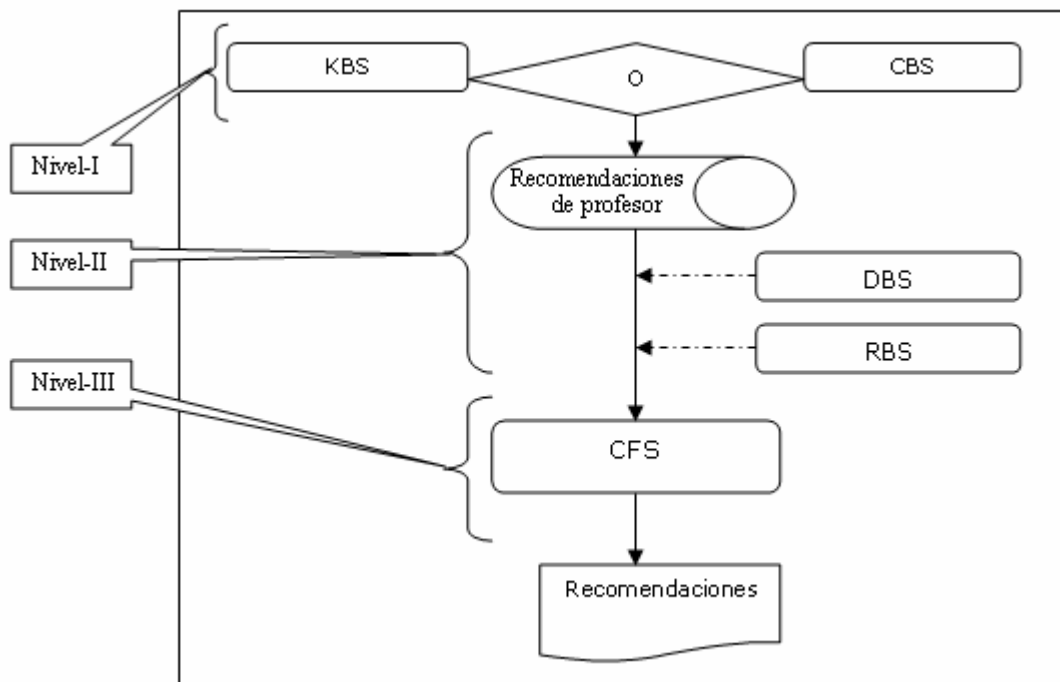 KBS
O
CBS
Nivel-I
Recomendaciones
de profesor
Nivel-II
DBS
RBS
Nivel-III
CFS
Recomendaciones